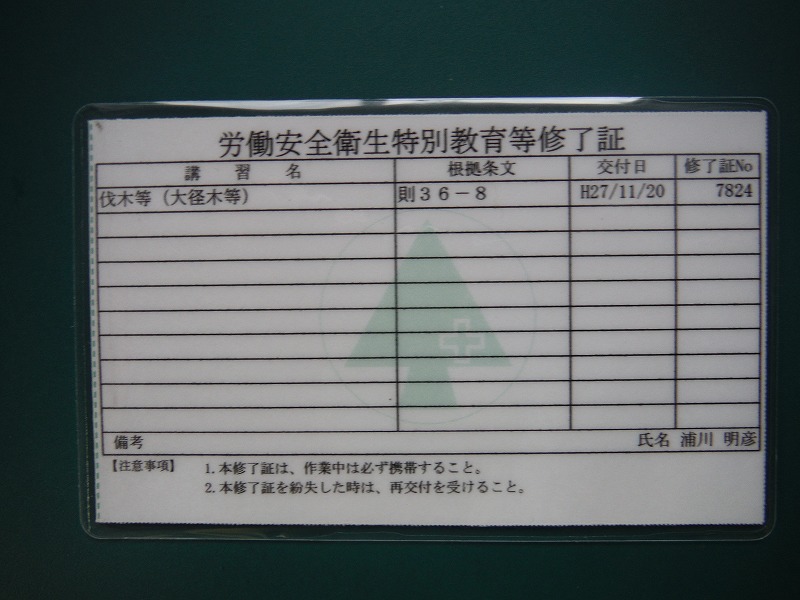 労働安全衛生特別教育等修了証
講習名 根拠条文 交付日 修了証No
伐木等（大径木等） 則３６－８ H27/11/20 7824
備考 氏名 浦川 明彦
【注意事項】 1.本修了証は、作業中は必ず携帯すること。
2.本修了証を紛失した時は、再交付を受けること。